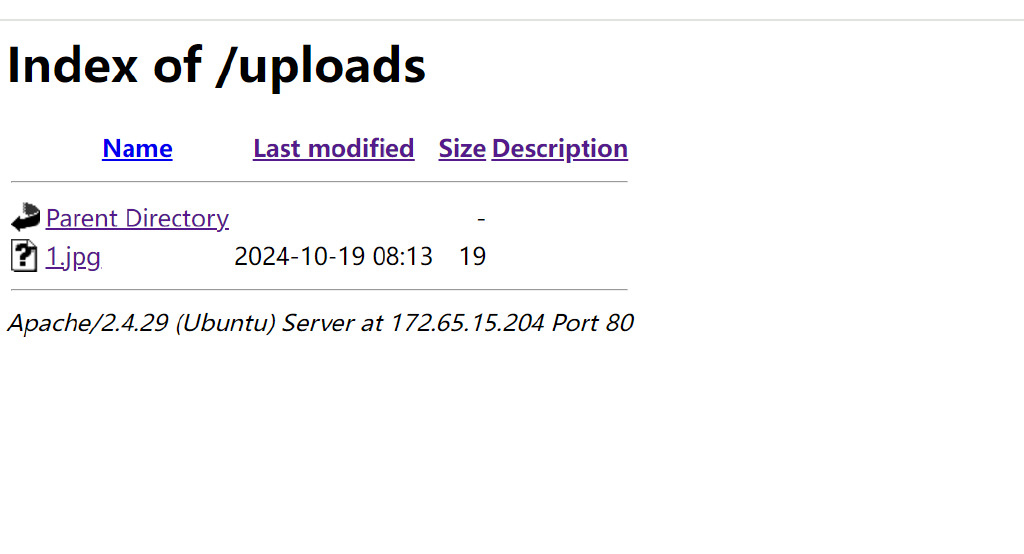 Index of /uploads
Name Last modified Size Description
Parent Directory -
1.jpg 2024-10-19 08:13 19
Apache/2.4.29 (Ubuntu) Server at 172.65.15.204 Port 80